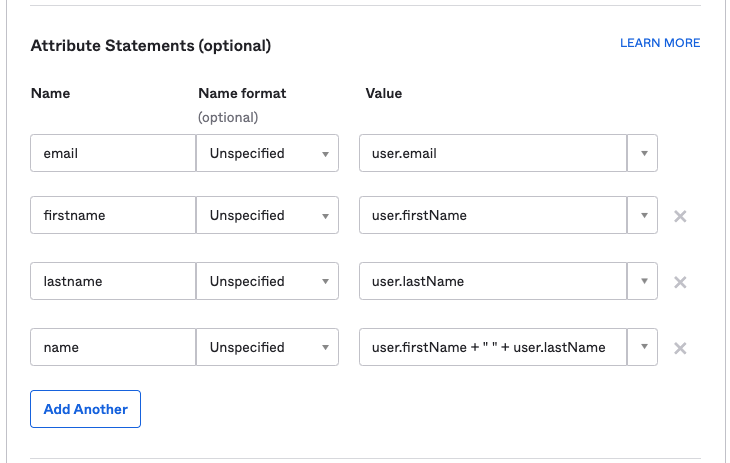 Attribute Statements (optional) LEARN MORE
Name Name format Value
(optional)
email Unspecified user.email
firstname Unspecified user.firstName
lastname Unspecified user.lastName
name Unspecified user.firstName + " " + user.lastName
Add Another